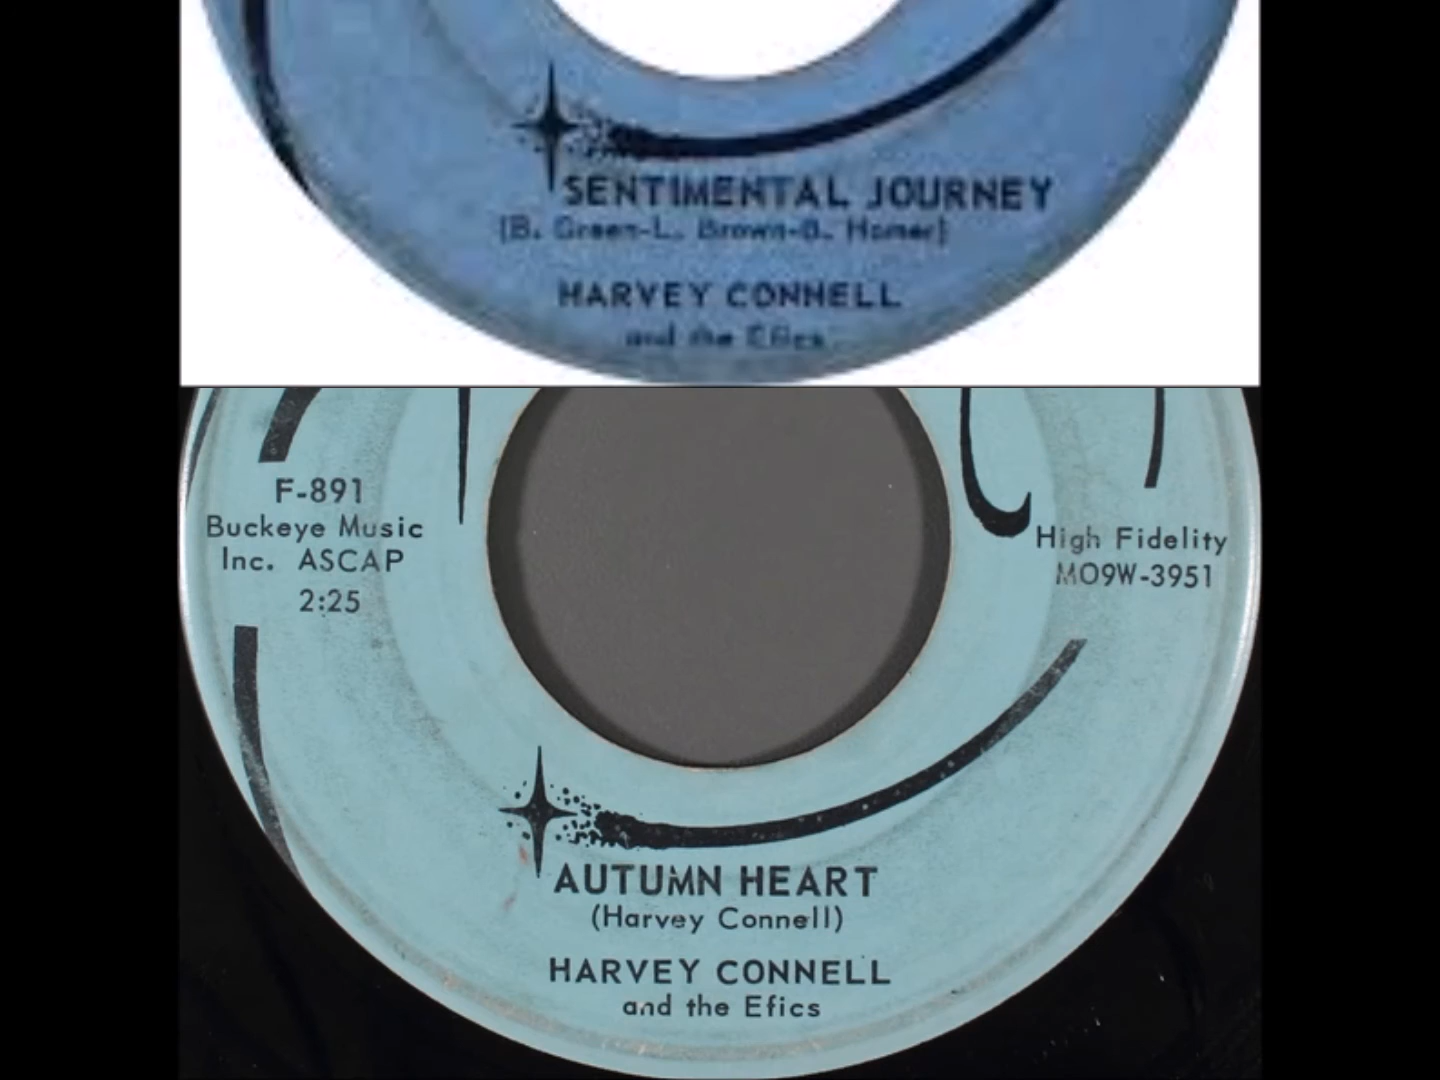 SENTIMENTAL JOURNEY
(B. Green-L. Brown-B. Homer)
HARVEY CONNELL
and the Efics
F-891
Buckeye Music
Inc. ASCAP
2:25
High Fidelity
MO9W-3951
AUTUMN HEART
(Harvey Connell)
HARVEY CONNELL
and the Efics